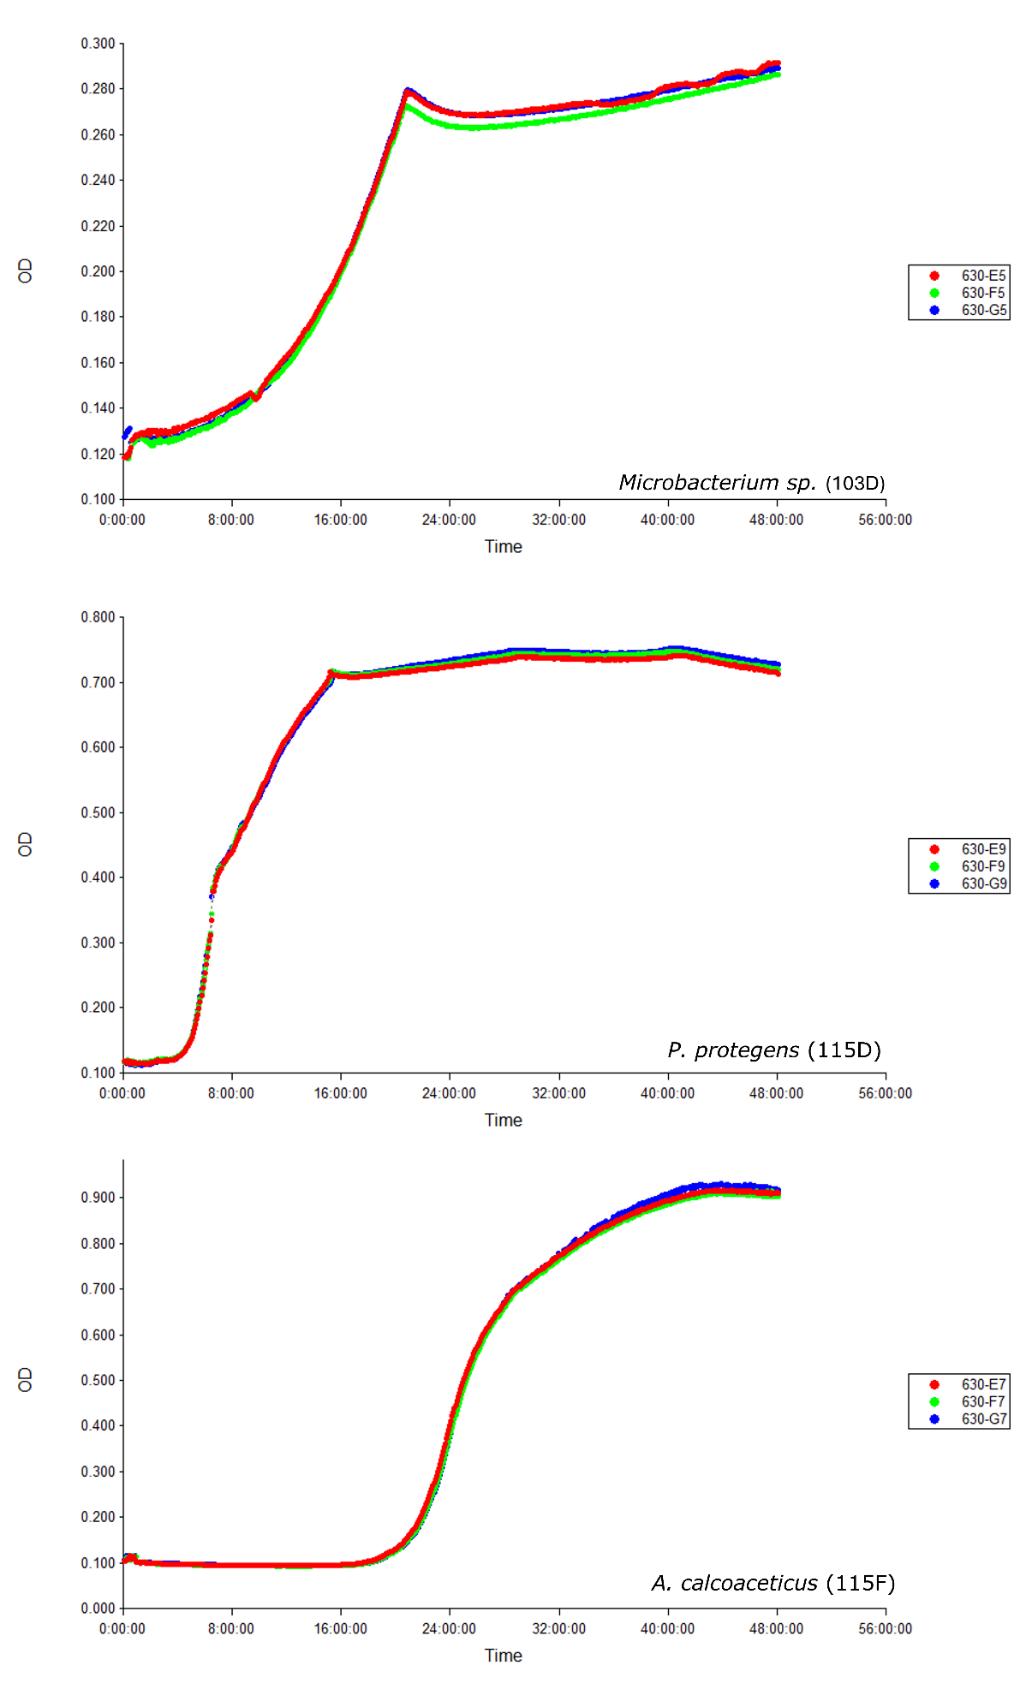 0.300
0.280
0.260
0.240
0.220
0.200
0.180
0.160
0.140
0.120
0.100
OD
630-E5
630-F5
630-G5
Microbacterium sp. (103D)
0:00:00 8:00:00 16:00:00 24:00:00 32:00:00 40:00:00 48:00:00 56:00:00
Time
0.800
0.700
0.600
0.500
0.400
0.300
0.200
0.100
OD
630-E9
630-F9
630-G9
P. protegens (115D)
0:00:00 8:00:00 16:00:00 24:00:00 32:00:00 40:00:00 48:00:00 56:00:00
Time
0.900
0.800
0.700
0.600
0.500
0.400
0.300
0.200
0.100
0.000
OD
630-E7
630-F7
630-G7
A. calcoaceticus (115F)
0:00:00 8:00:00 16:00:00 24:00:00 32:00:00 40:00:00 48:00:00 56:00:00
Time